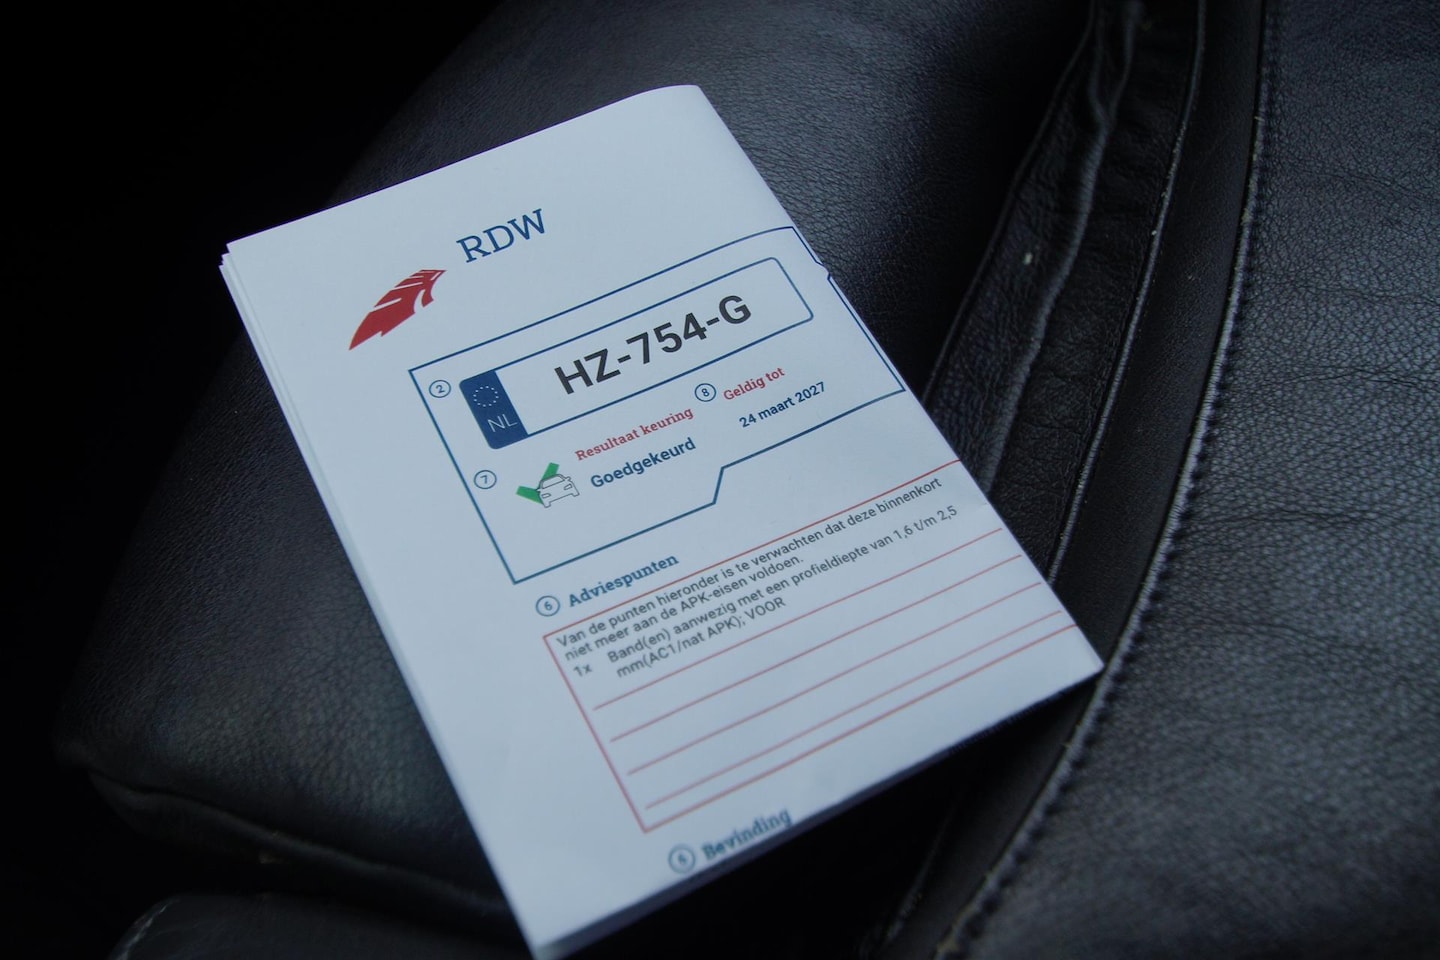 RDW
2
NL
HZ-754-G
7
Resultaat keuring
Goedgekeurd
8
Geldig tot
24 maart 2027
6 Adviespunten
Van de punten hieronder is te verwachten dat deze binnenkort
niet meer aan de APK-eisen voldoen.
1x Band(en) aanwezig met een profieldiepte van 1,6 t/m 2,5
mm(AC1/nat APK); VOOR
6 Bevinding